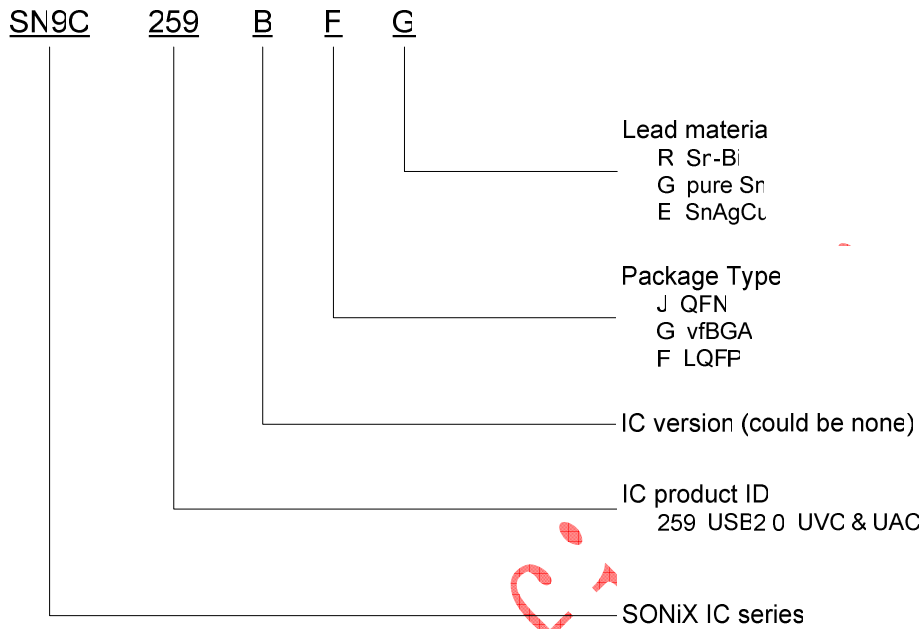 SN9C 259 B F G
Lead materia
R Sn-Bi
G pure Sn
E SnAgCu
Package Type
J QFN
G vfBGA
F LQFP
IC version (could be none)
IC product ID
259 USB2 0 UVC & UAC
SONiX IC series